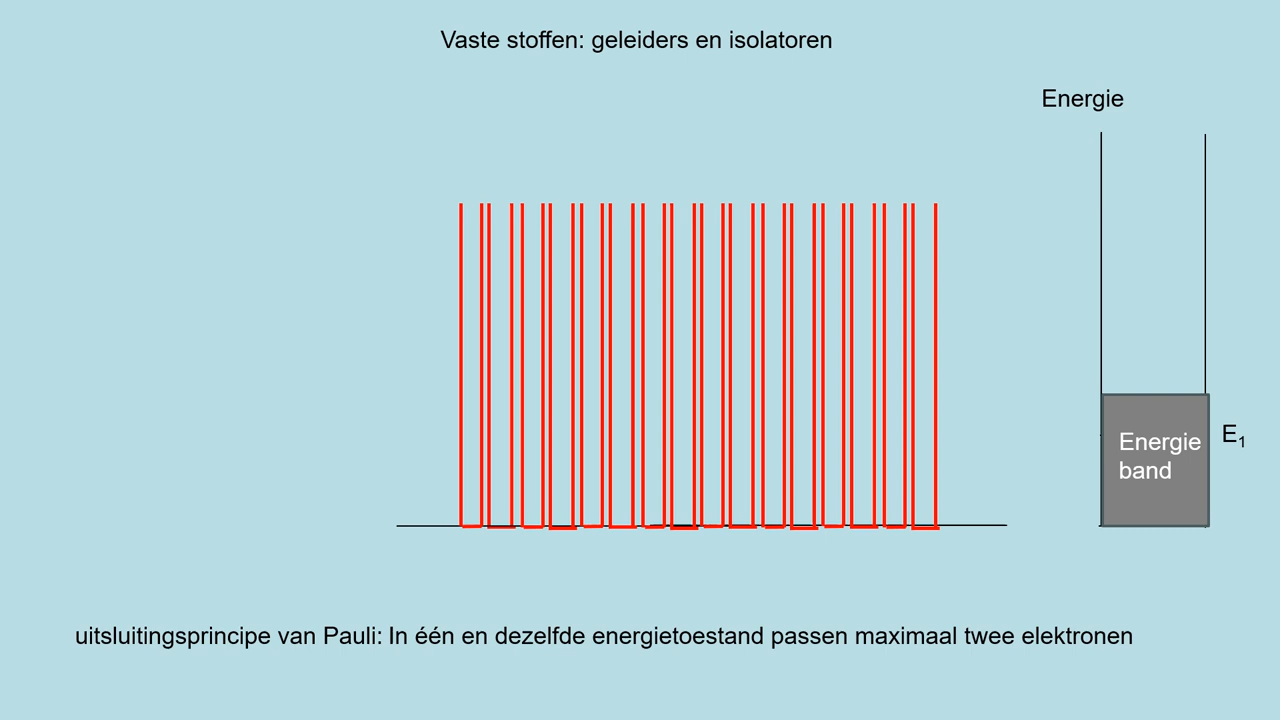 Vaste stoffen: geleiders en isolatoren
Energie
Energie
band
E₁
uitsluitingsprincipe van Pauli: In één en dezelfde energietoestand passen maximaal twee elektronen